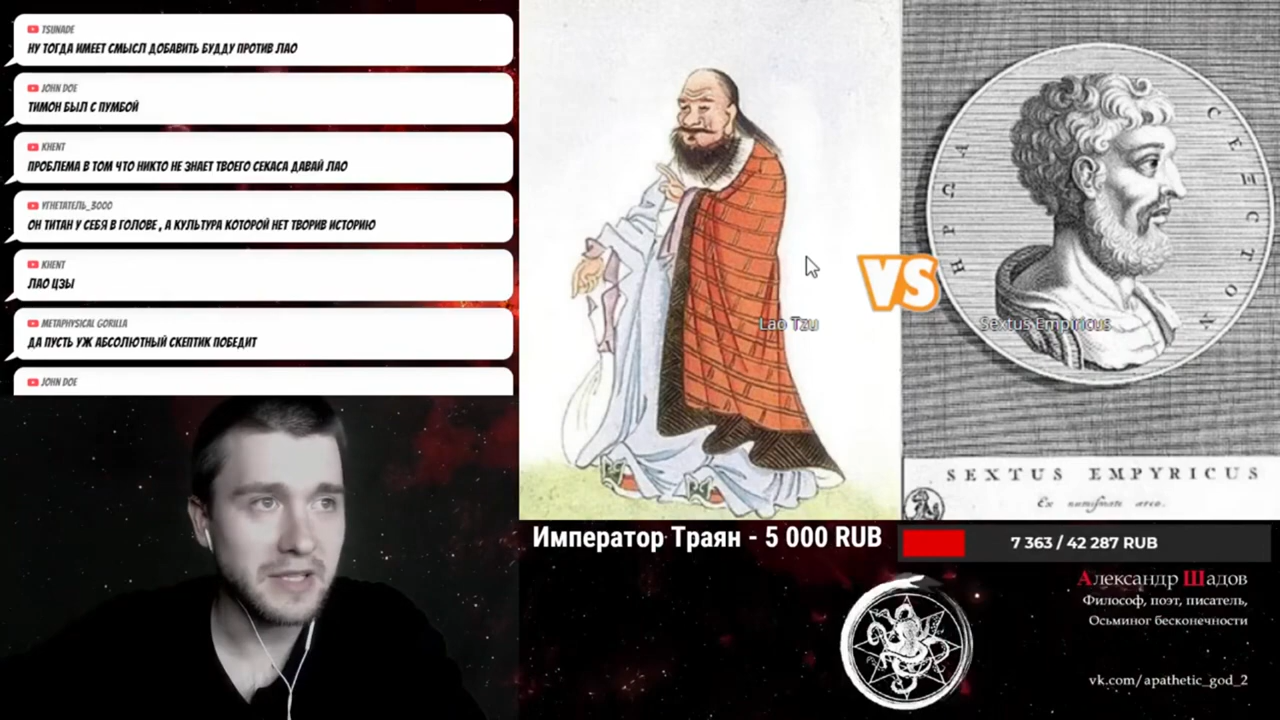 TSUNADE
НУ ТОГДА ИМЕЕТ СМЫСЛ ДОБАВИТЬ БУДДУ ПРОТИВ ЛАО
JOHN DOE
ТИМОН БЫЛ С ПУМБОЙ
KHENT
ПРОБЛЕМА В ТОМ ЧТО НИКТО НЕ ЗНАЕТ ТВОЕГО СЕКАСА ДАВАЙ ЛАО
УГНЕТАТЕЛЬ_3000
ОН ТИТАН У СЕБЯ В ГОЛОВЕ , А КУЛЬТУРА КОТОРОЙ НЕТ ТВОРИВ ИСТОРИЮ
KHENT
ЛАО ЦЗЫ
METAPHYSICAL GORILLA
ДА ПУСТЬ УЖ АБСОЛЮТНЫЙ СКЕПТИК ПОБЕДИТ
JOHN DOE
Lao Tzu
VS
Sextus Empiricus
SEXTUS EMPYRICUS
Ex numismate æreo.
Император Траян - 5 000 RUB
7 363 / 42 287 RUB
Александр Шадов
Философ, поэт, писатель,
Осьминог бесконечности
vk.com/apathetic_god_2